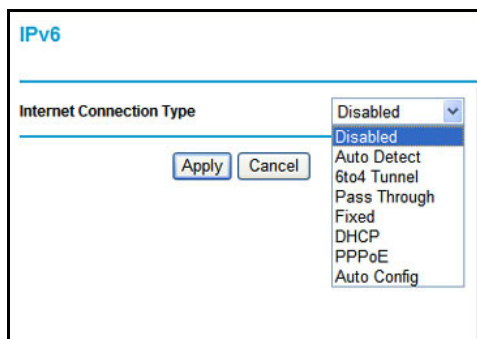 IPv6
Internet Connection Type Disabled
Disabled
Auto Detect
6to4 Tunnel
Pass Through
Fixed
DHCP
PPPoE
Auto Config
Apply Cancel